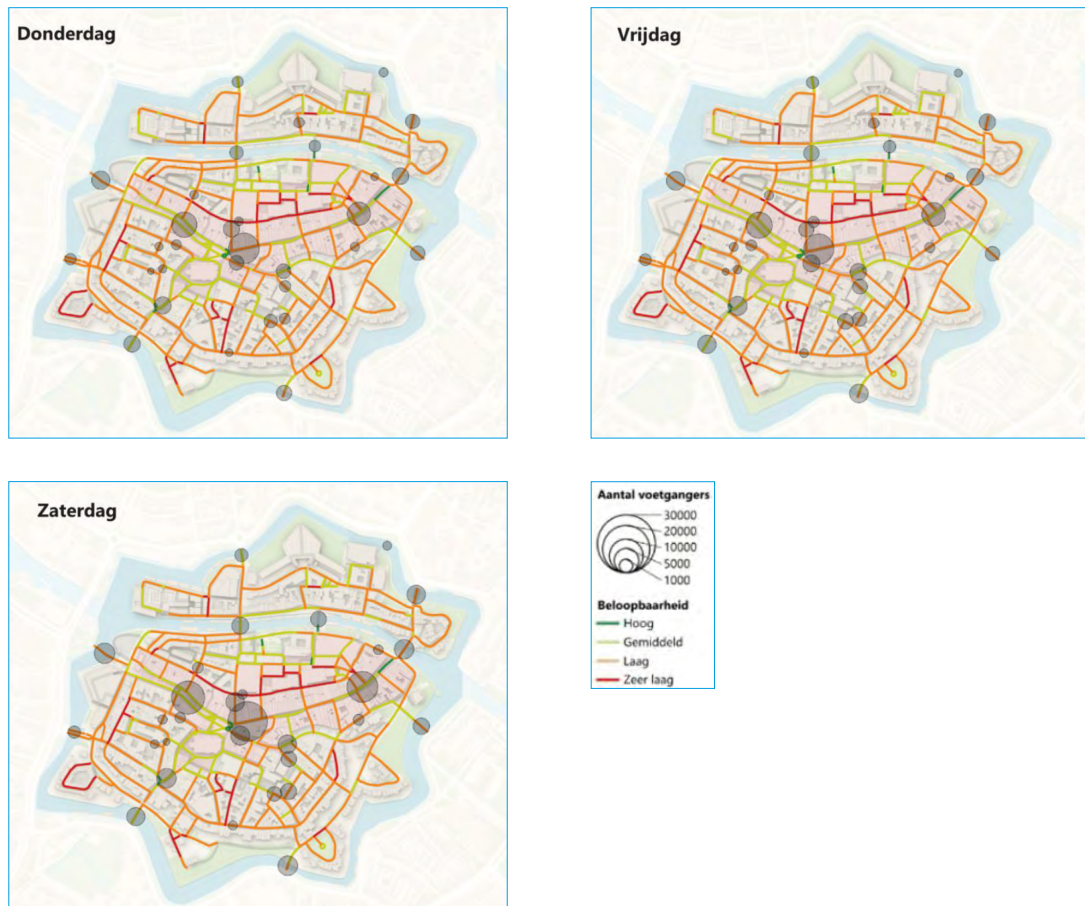 Donderdag
Vrijdag
Zaterdag
Aantal voetgangers
30000
20000
10000
5000
1000
Beloopbaarheid
Hoog
Gemiddeld
Laag
Zeer laag